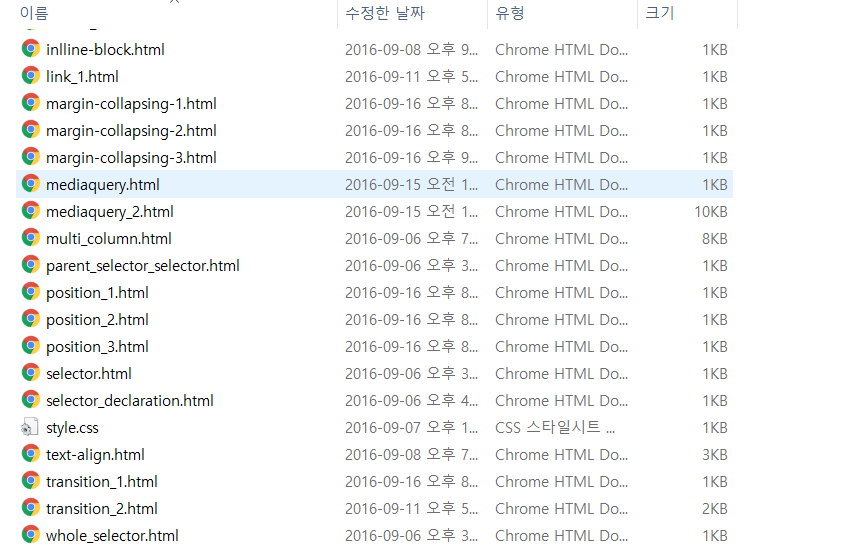 이름 수정한 날짜 유형 크기
inlline-block.html 2016-09-08 오후 9... Chrome HTML Do... 1KB
link_1.html 2016-09-11 오후 5... Chrome HTML Do... 1KB
margin-collapsing-1.html 2016-09-16 오후 8... Chrome HTML Do... 1KB
margin-collapsing-2.html 2016-09-16 오후 8... Chrome HTML Do... 1KB
margin-collapsing-3.html 2016-09-16 오후 9... Chrome HTML Do... 1KB
mediaquery.html 2016-09-15 오전 1... Chrome HTML Do... 1KB
mediaquery_2.html 2016-09-15 오전 1... Chrome HTML Do... 10KB
multi_column.html 2016-09-06 오후 7... Chrome HTML Do... 8KB
parent_selector_selector.html 2016-09-06 오후 3... Chrome HTML Do... 1KB
position_1.html 2016-09-16 오후 8... Chrome HTML Do... 1KB
position_2.html 2016-09-16 오후 8... Chrome HTML Do... 1KB
position_3.html 2016-09-16 오후 8... Chrome HTML Do... 1KB
selector.html 2016-09-06 오후 3... Chrome HTML Do... 1KB
selector_declaration.html 2016-09-06 오후 4... Chrome HTML Do... 1KB
style.css 2016-09-07 오후 1... CSS 스타일시트 ... 1KB
text-align.html 2016-09-08 오후 7... Chrome HTML Do... 3KB
transition_1.html 2016-09-16 오후 8... Chrome HTML Do... 1KB
transition_2.html 2016-09-11 오후 5... Chrome HTML Do... 2KB
whole_selector.html 2016-09-06 오후 3... Chrome HTML Do... 1KB